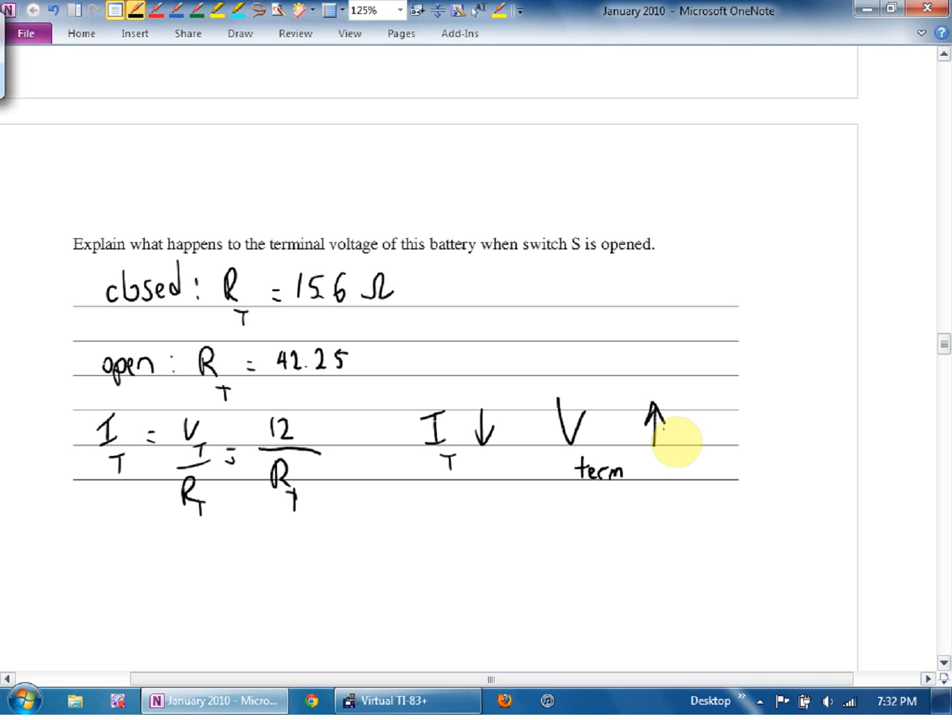 125%
January 2010 - Microsoft OneNote
File Home Insert Share Draw Review View Pages Add-Ins
Explain what happens to the terminal voltage of this battery when switch S is opened.
closed: R_T = 15.6 Ω
open: R_T = 42.25
I_T = V_T / R_T = 12 / R_T I_T ↓ V_term ↑
January 2010 - Micro... Virtual TI-83+ Desktop » 7:32 PM